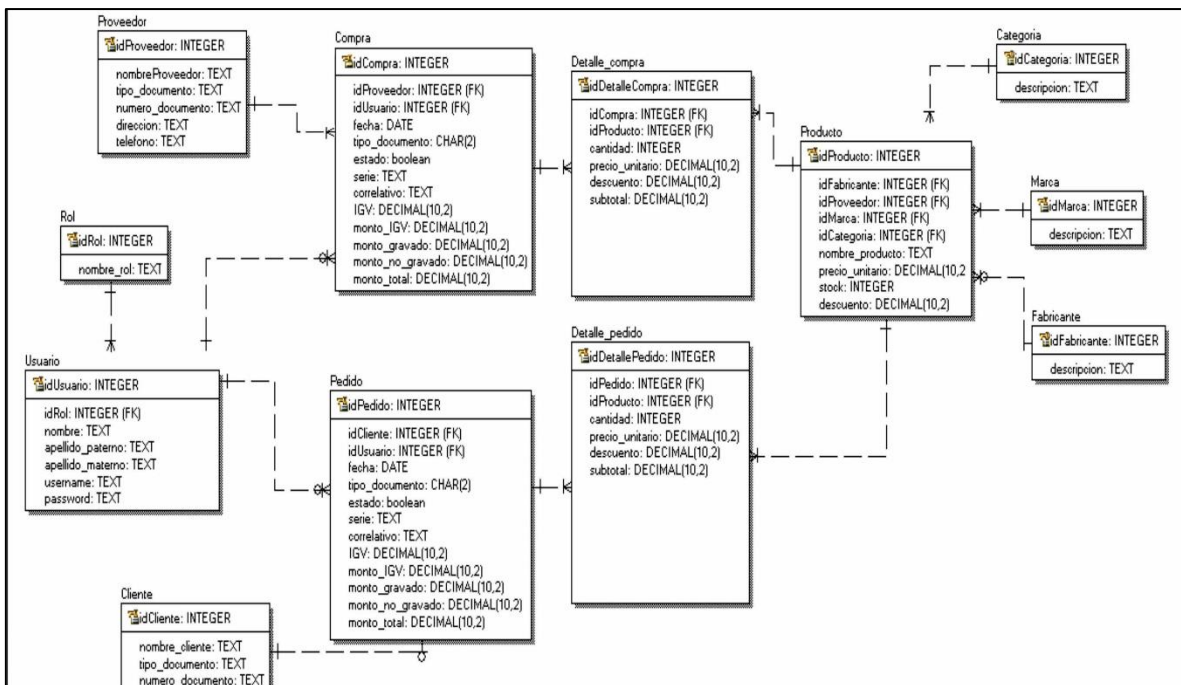 Proveedor
idProveedor: INTEGER
nombreProveedor: TEXT
tipo_documento: TEXT
numero_documento: TEXT
direccion: TEXT
telefono: TEXT
Compra
idCompra: INTEGER
idProveedor: INTEGER (FK)
idUsuario: INTEGER (FK)
fecha: DATE
tipo_documento: CHAR(2)
estado: boolean
serie: TEXT
correlativo: TEXT
IGV: DECIMAL(10,2)
monto_IGV: DECIMAL(10,2)
monto_gravado: DECIMAL(10,2)
monto_no_gravado: DECIMAL(10,2)
monto_total: DECIMAL(10,2)
Detalle_compra
idDetalleCompra: INTEGER
idCompra: INTEGER (FK)
idProducto: INTEGER (FK)
cantidad: INTEGER
precio_unitario: DECIMAL(10,2)
descuento: DECIMAL(10,2)
subtotal: DECIMAL(10,2)
Categoria
idCategoria: INTEGER
descripcion: TEXT
Producto
idProducto: INTEGER
idFabricante: INTEGER (FK)
idProveedor: INTEGER (FK)
idMarca: INTEGER (FK)
idCategoria: INTEGER (FK)
nombre_producto: TEXT
precio_unitario: DECIMAL(10,2
stock: INTEGER
descuento: DECIMAL(10,2)
Marca
idMarca: INTEGER
descripcion: TEXT
Fabricante
idFabricante: INTEGER
descripcion: TEXT
Rol
idRol: INTEGER
nombre_rol: TEXT
Usuario
idUsuario: INTEGER
idRol: INTEGER (FK)
nombre: TEXT
apellido_paterno: TEXT
apellido_materno: TEXT
username: TEXT
password: TEXT
Pedido
idPedido: INTEGER
idCliente: INTEGER (FK)
idUsuario: INTEGER (FK)
fecha: DATE
tipo_documento: CHAR(2)
estado: boolean
serie: TEXT
correlativo: TEXT
IGV: DECIMAL(10,2)
monto_IGV: DECIMAL(10,2)
monto_gravado: DECIMAL(10,2)
monto_no_gravado: DECIMAL(10,2)
monto_total: DECIMAL(10,2)
Detalle_pedido
idDetallePedido: INTEGER
idPedido: INTEGER (FK)
idProducto: INTEGER (FK)
cantidad: INTEGER
precio_unitario: DECIMAL(10,2)
descuento: DECIMAL(10,2)
subtotal: DECIMAL(10,2)
Cliente
idCliente: INTEGER
nombre_cliente: TEXT
tipo_documento: TEXT
numero_documento: TEXT